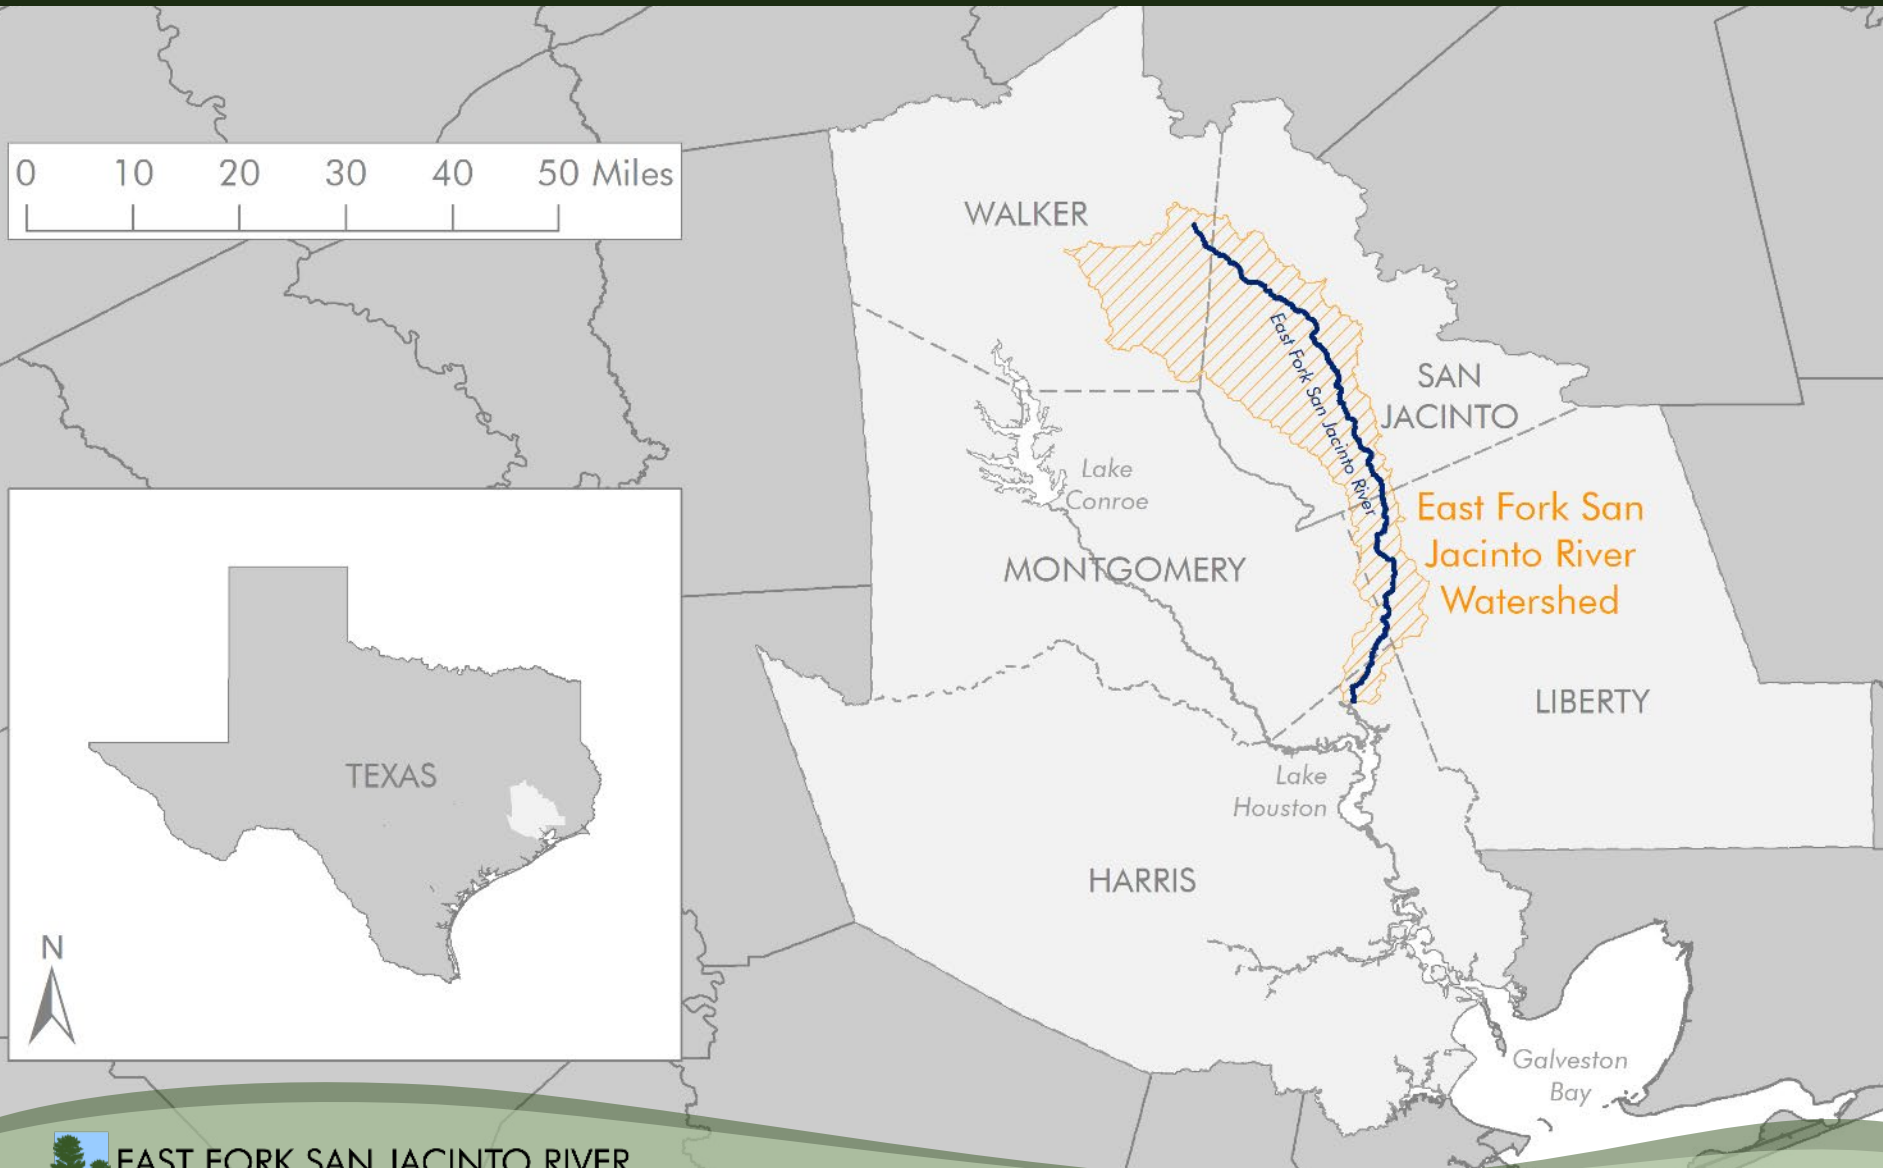 0 10 20 30 40 50 Miles
WALKER
East Fork San Jacinto River
SAN
JACINTO
Lake
Conroe
East Fork San
Jacinto River
Watershed
MONTGOMERY
LIBERTY
TEXAS
Lake
Houston
HARRIS
N
Galveston
Bay
EAST FORK SAN JACINTO RIVER